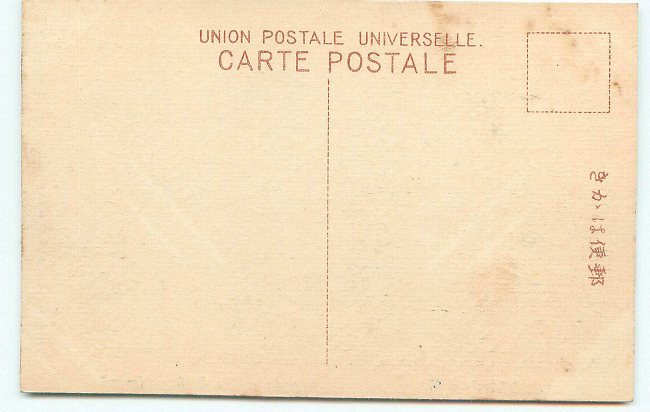 UNION POSTALE UNIVERSELLE.
CARTE POSTALE
きかは便郵